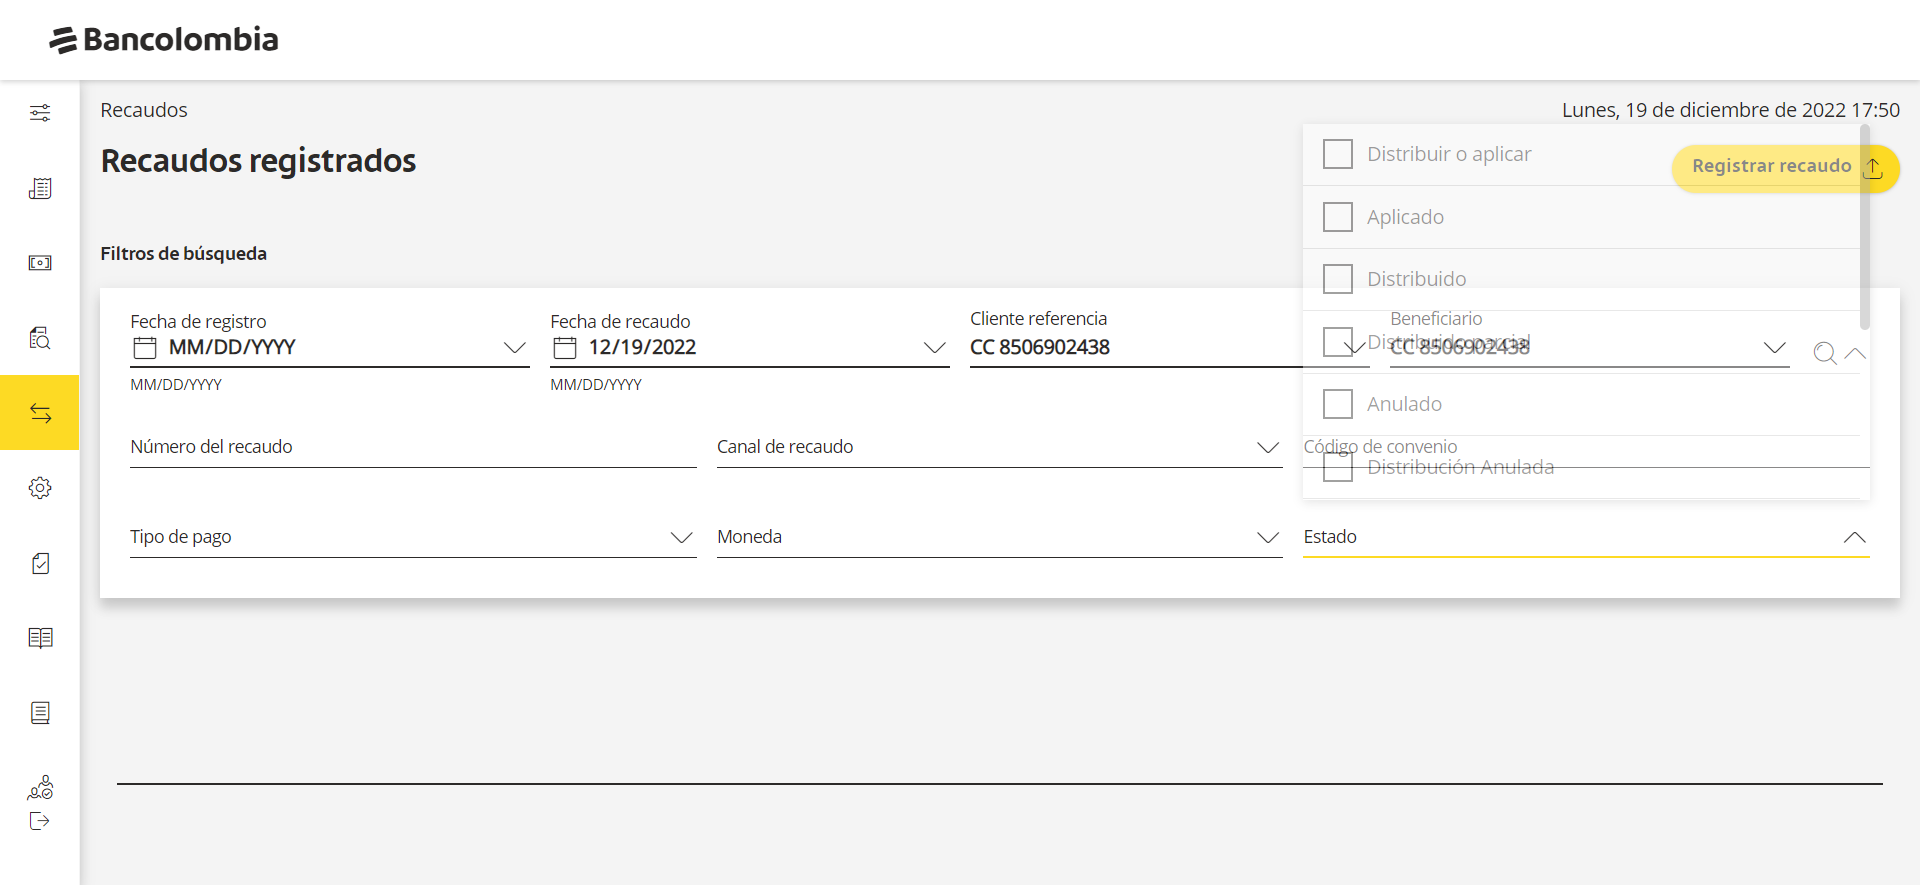 Bancolombia
Recaudos
Lunes, 19 de diciembre de 2022 17:50
Recaudos registrados
Registrar recaudo
Filtros de búsqueda
Fecha de registro
MM/DD/YYYY
MM/DD/YYYY
Fecha de recaudo
12/19/2022
MM/DD/YYYY
Cliente referencia
CC 8506902438
Beneficiario
CC 8506902438
Número del recaudo
Canal de recaudo
Código de convenio
Tipo de pago
Moneda
Estado
Distribuir o aplicar
Aplicado
Distribuido
Distribuido parcial
Anulado
Distribución Anulada